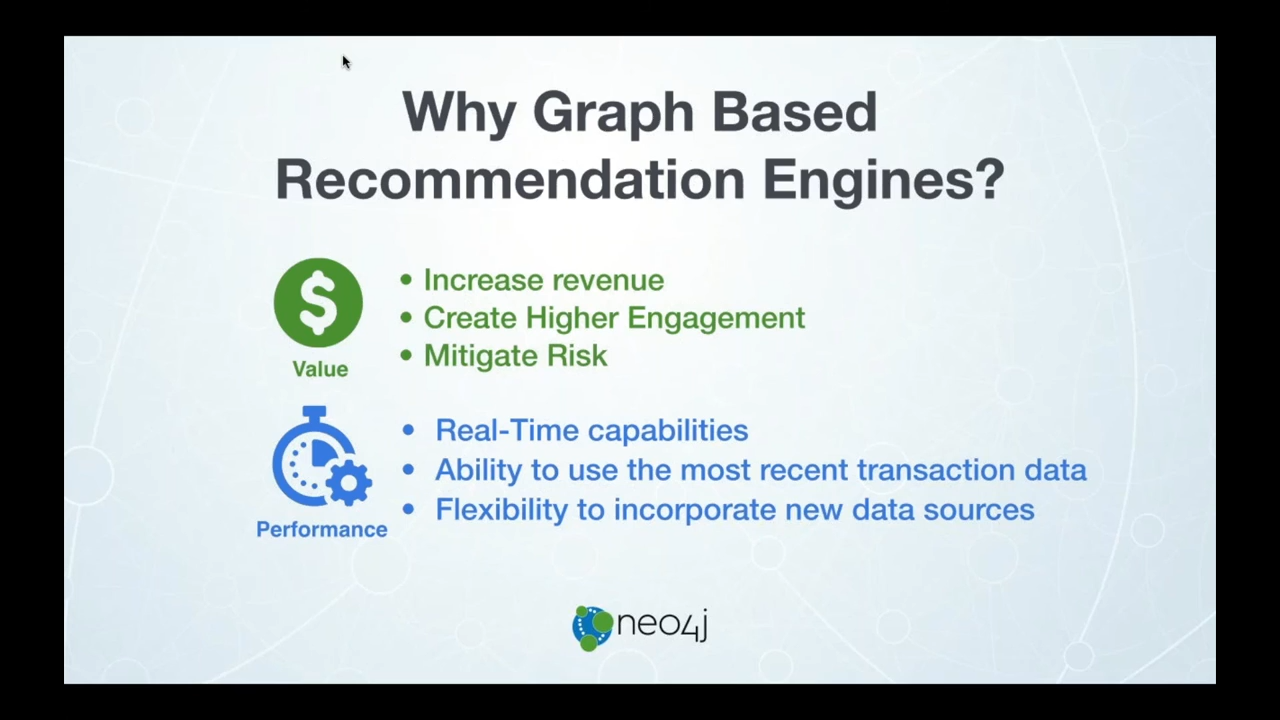 Why Graph Based
Recommendation Engines?
$
• Increase revenue
• Create Higher Engagement
• Mitigate Risk
Value
• Real-Time capabilities
• Ability to use the most recent transaction data
• Flexibility to incorporate new data sources
Performance
neo4j